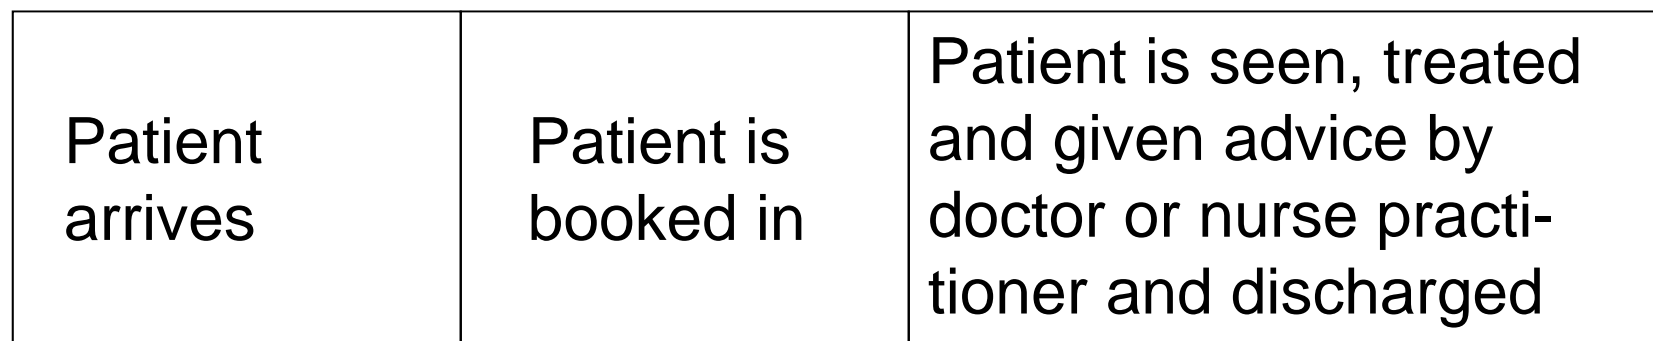 Patient
arrives
Patient is
booked in
Patient is seen, treated
and given advice by
doctor or nurse practi-
tioner and discharged